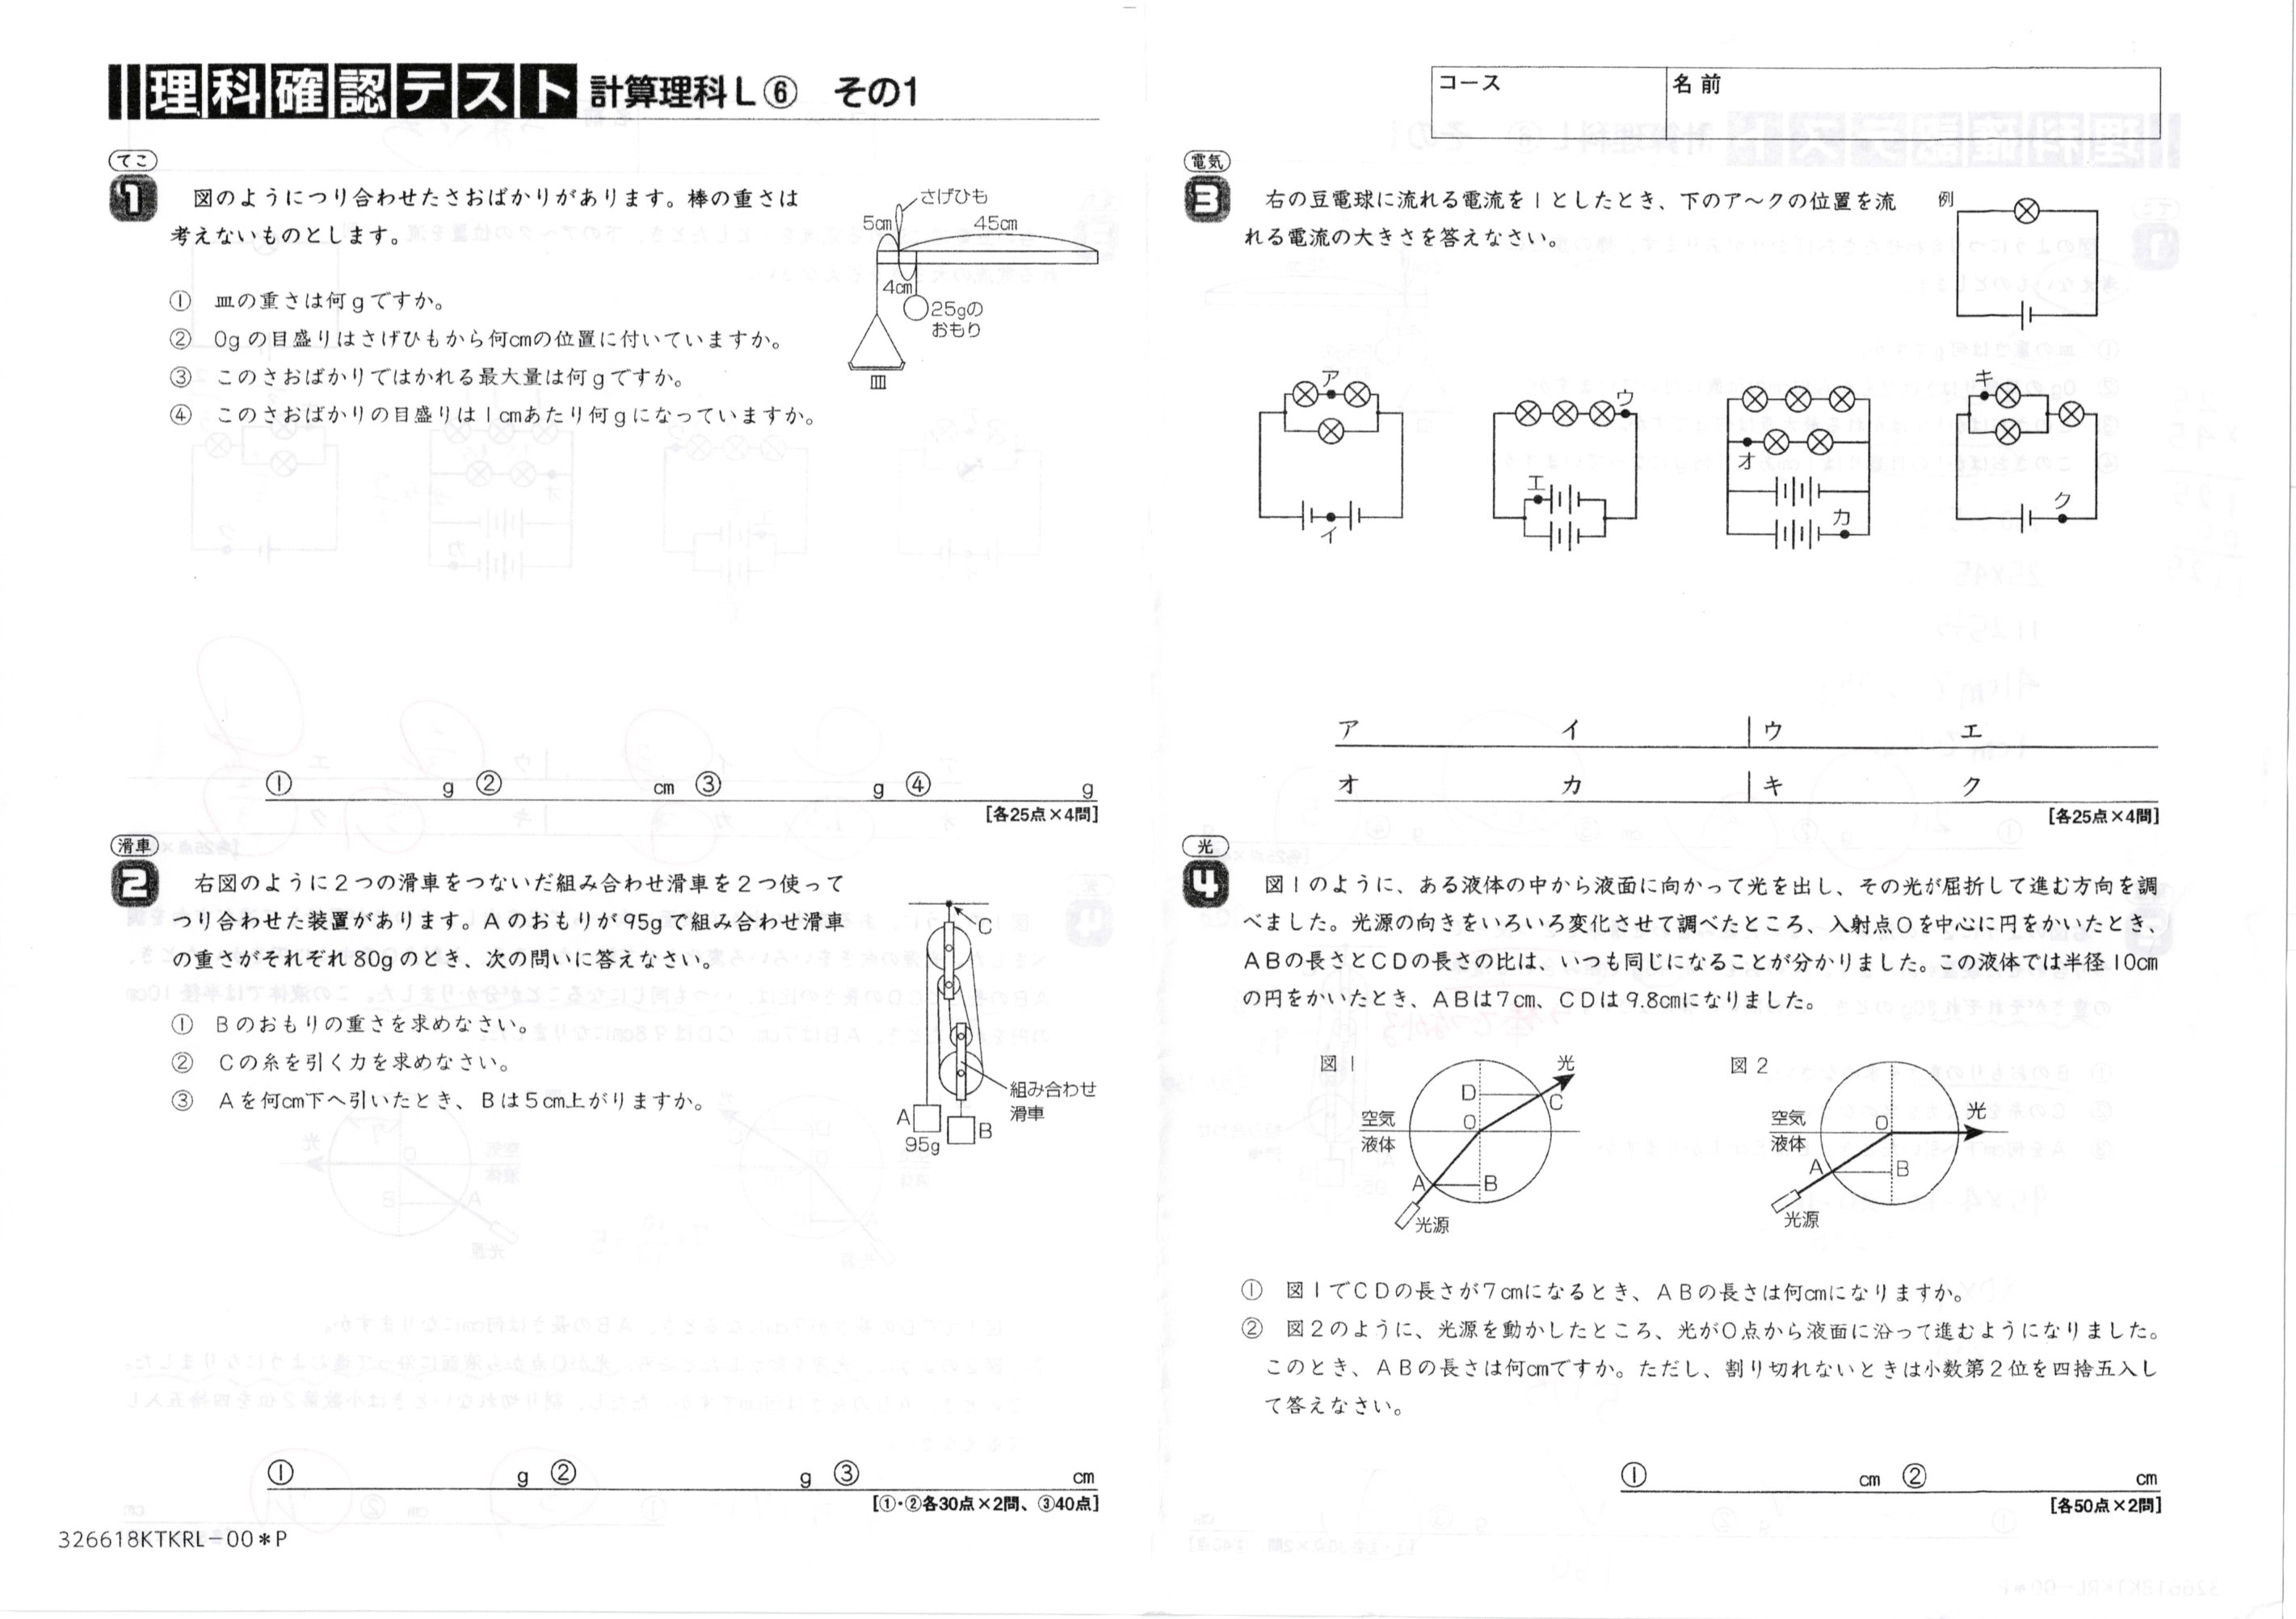 理科確認テスト 計算理科L⑥ その1
コース
名前
てこ
1 図のようにつり合わせたさおばかりがあります。棒の重さは
考えないものとします。
① 皿の重さは何gですか。
② 0gの目盛りはさげひもから何cmの位置に付いていますか。
③ このさおばかりではかれる最大量は何gですか。
④ このさおばかりの目盛りは1cmあたり何gになっていますか。
さげひも
5cm
45cm
4cm
25gの
おもり
皿
① g ② cm ③ g ④ g
[各25点×4問]
滑車
2 右図のように2つの滑車をつないだ組み合わせ滑車を2つ使って
つり合わせた装置があります。Aのおもりが95gで組み合わせ滑車
の重さがそれぞれ80gのとき、次の問いに答えなさい。
① Bのおもりの重さを求めなさい。
② Cの糸を引く力を求めなさい。
③ Aを何cm下へ引いたとき、Bは5cm上がりますか。
C
組み合わせ
滑車
A
B
95g
① g ② g ③ cm
[①・②各30点×2問、③40点]
326618KTKRL-00*P
電気
3 右の豆電球に流れる電流を1としたとき、下のア〜クの位置を流
れる電流の大きさを答えなさい。
例
ア
イ
ウ
エ
オ
カ
キ
ク
ア イ ウ エ
オ カ キ ク
[各25点×4問]
光
4 図1のように、ある液体の中から液面に向かって光を出し、その光が屈折して進む方向を調
べました。光源の向きをいろいろ変化させて調べたところ、入射点Oを中心に円をかいたとき、
ABの長さとCDの長さの比は、いつも同じになることが分かりました。この液体では半径10cm
の円をかいたとき、ABは7cm、CDは9.8cmになりました。
図1
光
D
C
空気
O
液体
A
B
光源
図2
空気
O
光
液体
A
B
光源
① 図1でCDの長さが7cmになるとき、ABの長さは何cmになりますか。
② 図2のように、光源を動かしたところ、光がO点から液面に沿って進むようになりました。
このとき、ABの長さは何cmですか。ただし、割り切れないときは小数第2位を四捨五入し
て答えなさい。
① cm ② cm
[各50点×2問]